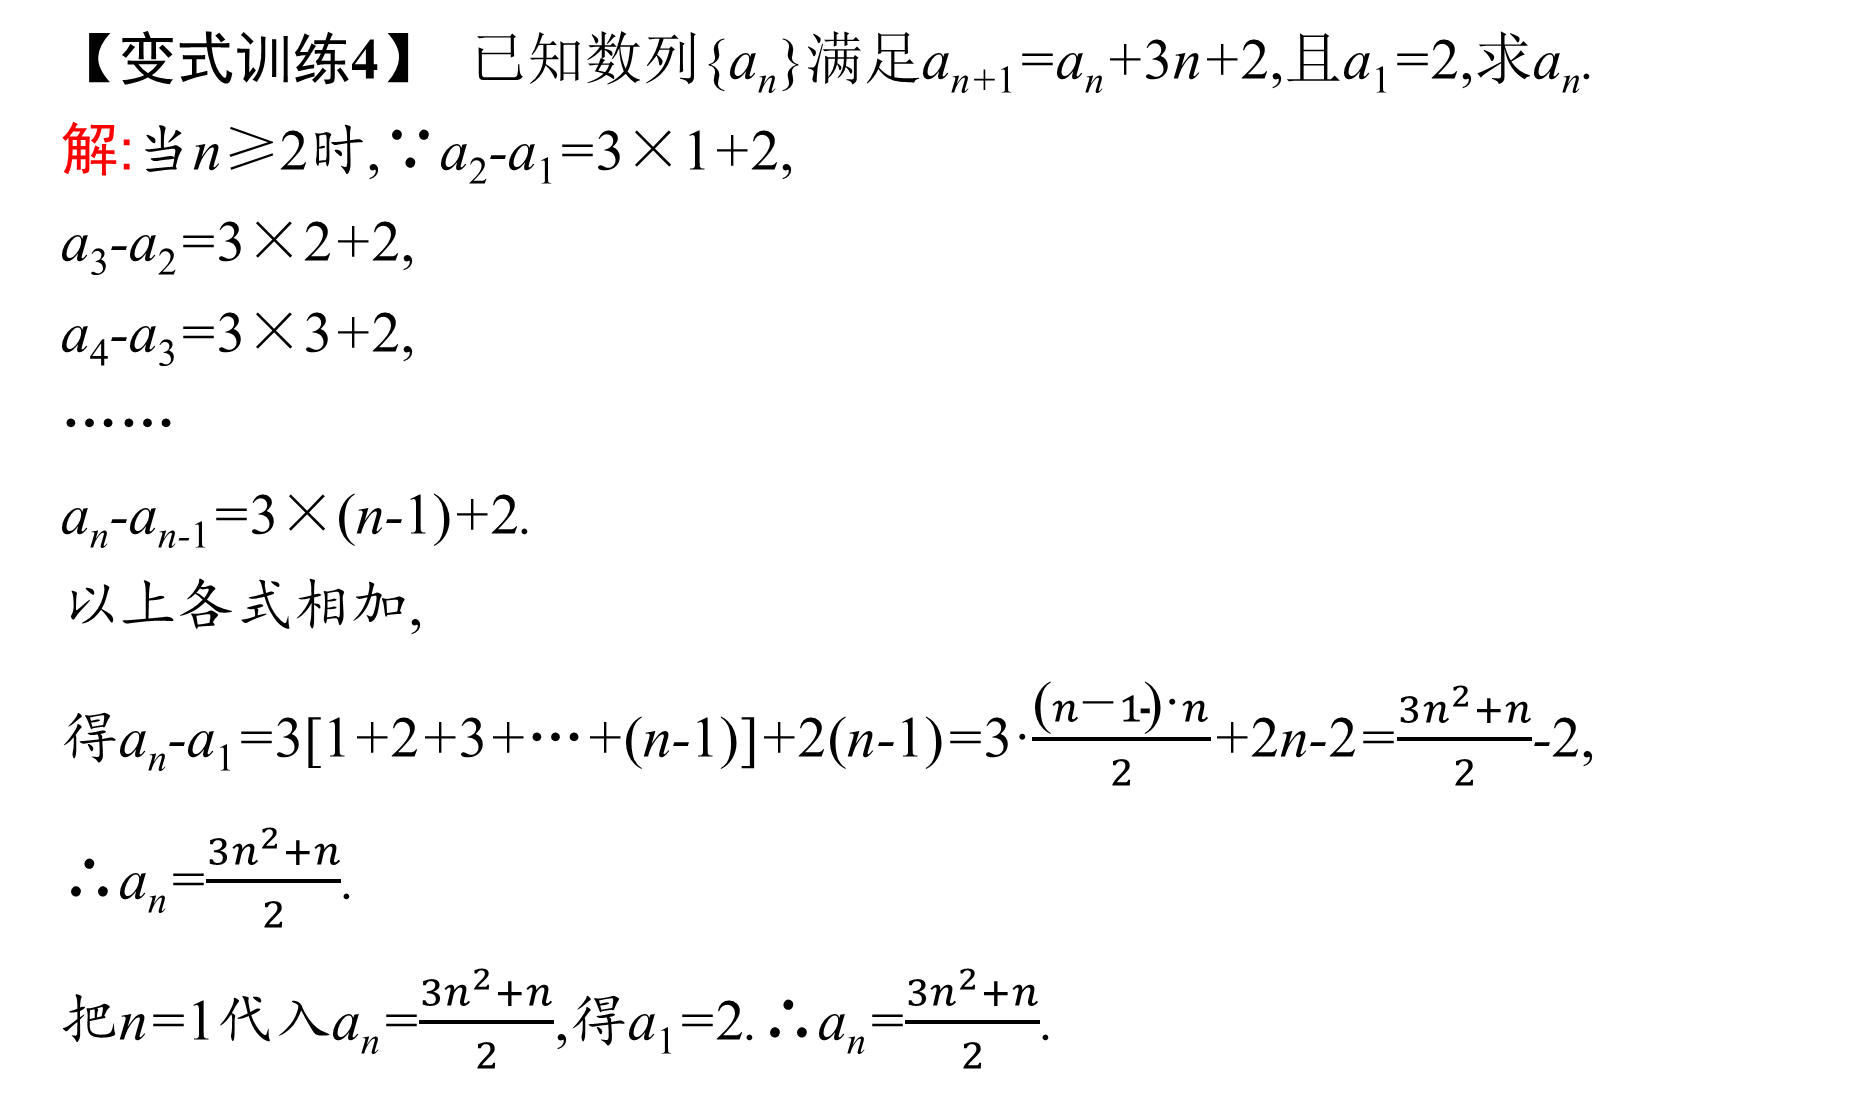 【变式训练4】 已知数列{aₙ}满足aₙ₊₁=aₙ+3n+2,且a₁=2,求aₙ.
解:当n≥2时,∵a₂-a₁=3×1+2,
a₃-a₂=3×2+2,
a₄-a₃=3×3+2,
……
aₙ-aₙ₋₁=3×(n-1)+2.
以上各式相加,
得aₙ-a₁=3[1+2+3+…+(n-1)]+2(n-1)=3·\frac{(n-1)·n}{2}+2n-2=\frac{3n²+n}{2}-2,
∴aₙ=\frac{3n²+n}{2}.
把n=1代入aₙ=\frac{3n²+n}{2},得a₁=2.∴aₙ=\frac{3n²+n}{2}.